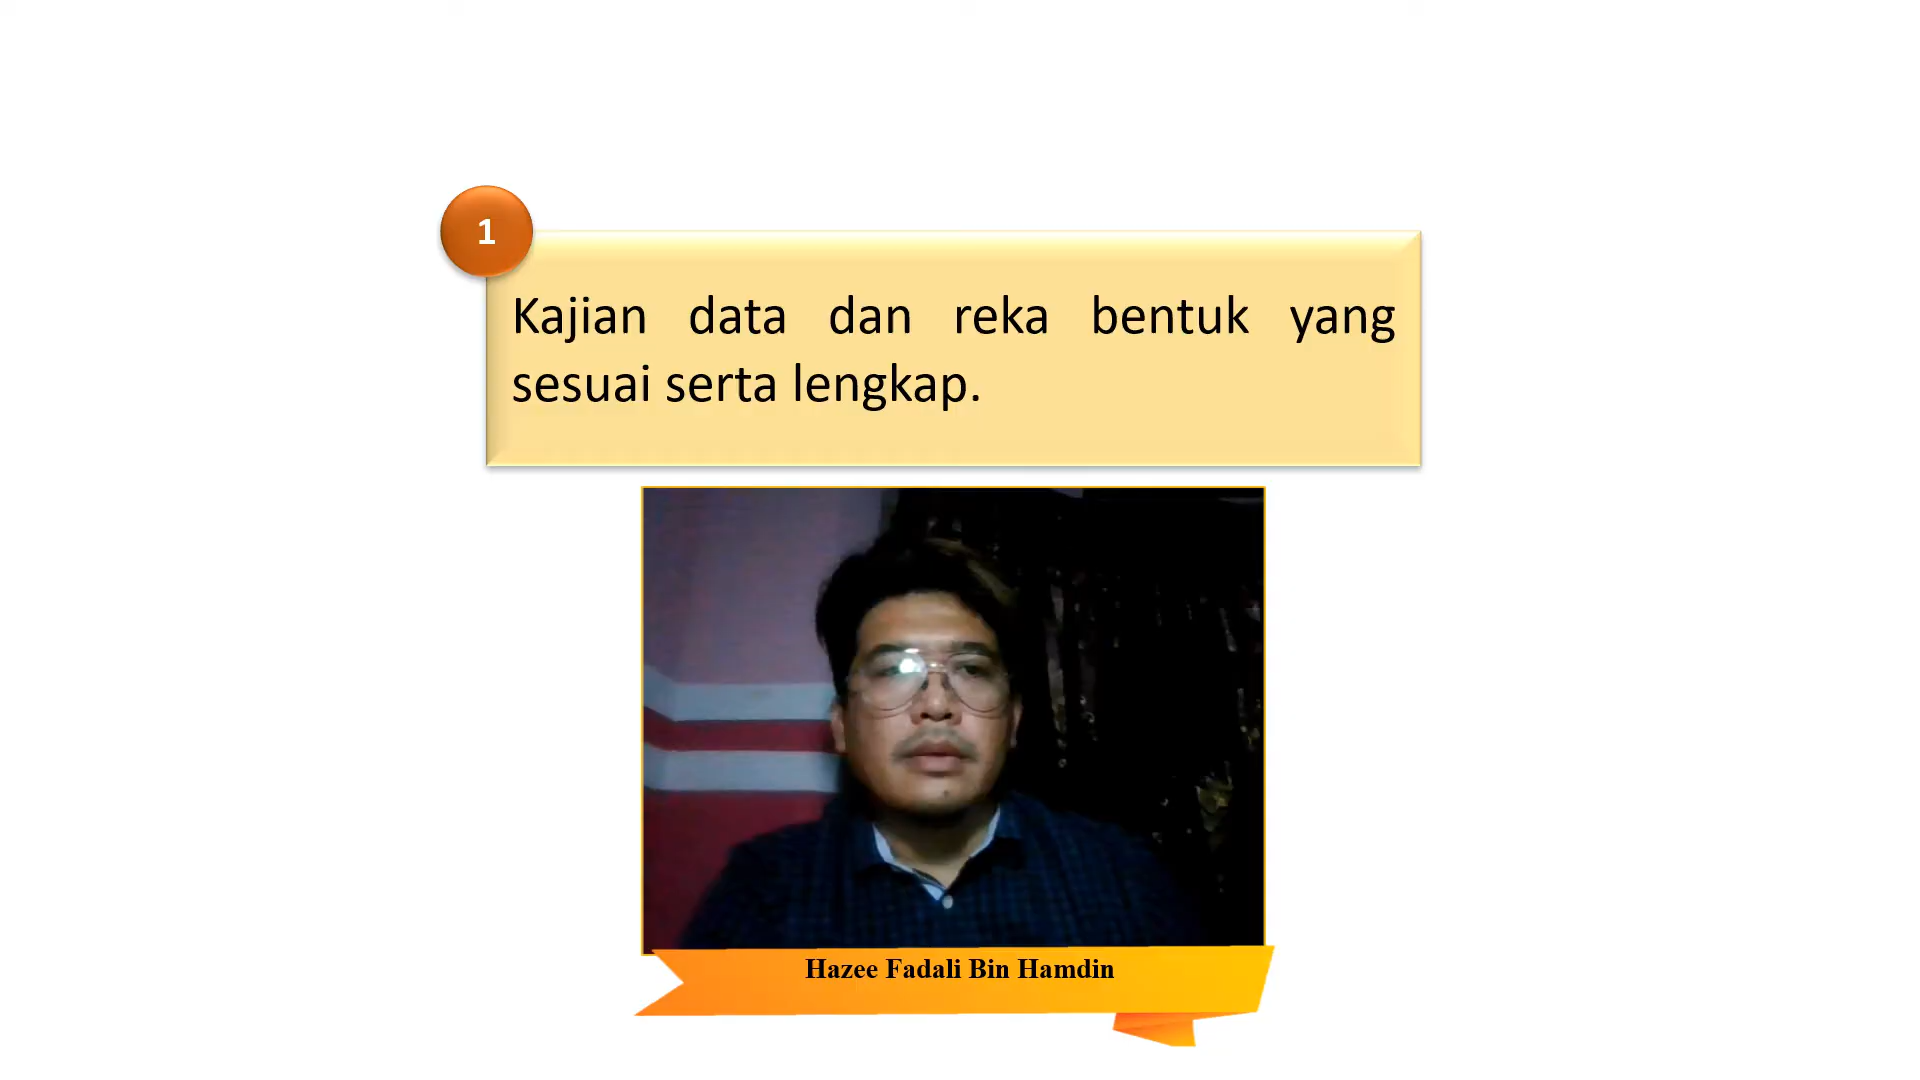 1
Kajian data dan reka bentuk yang
sesuai serta lengkap.
Hazee Fadali Bin Hamdin